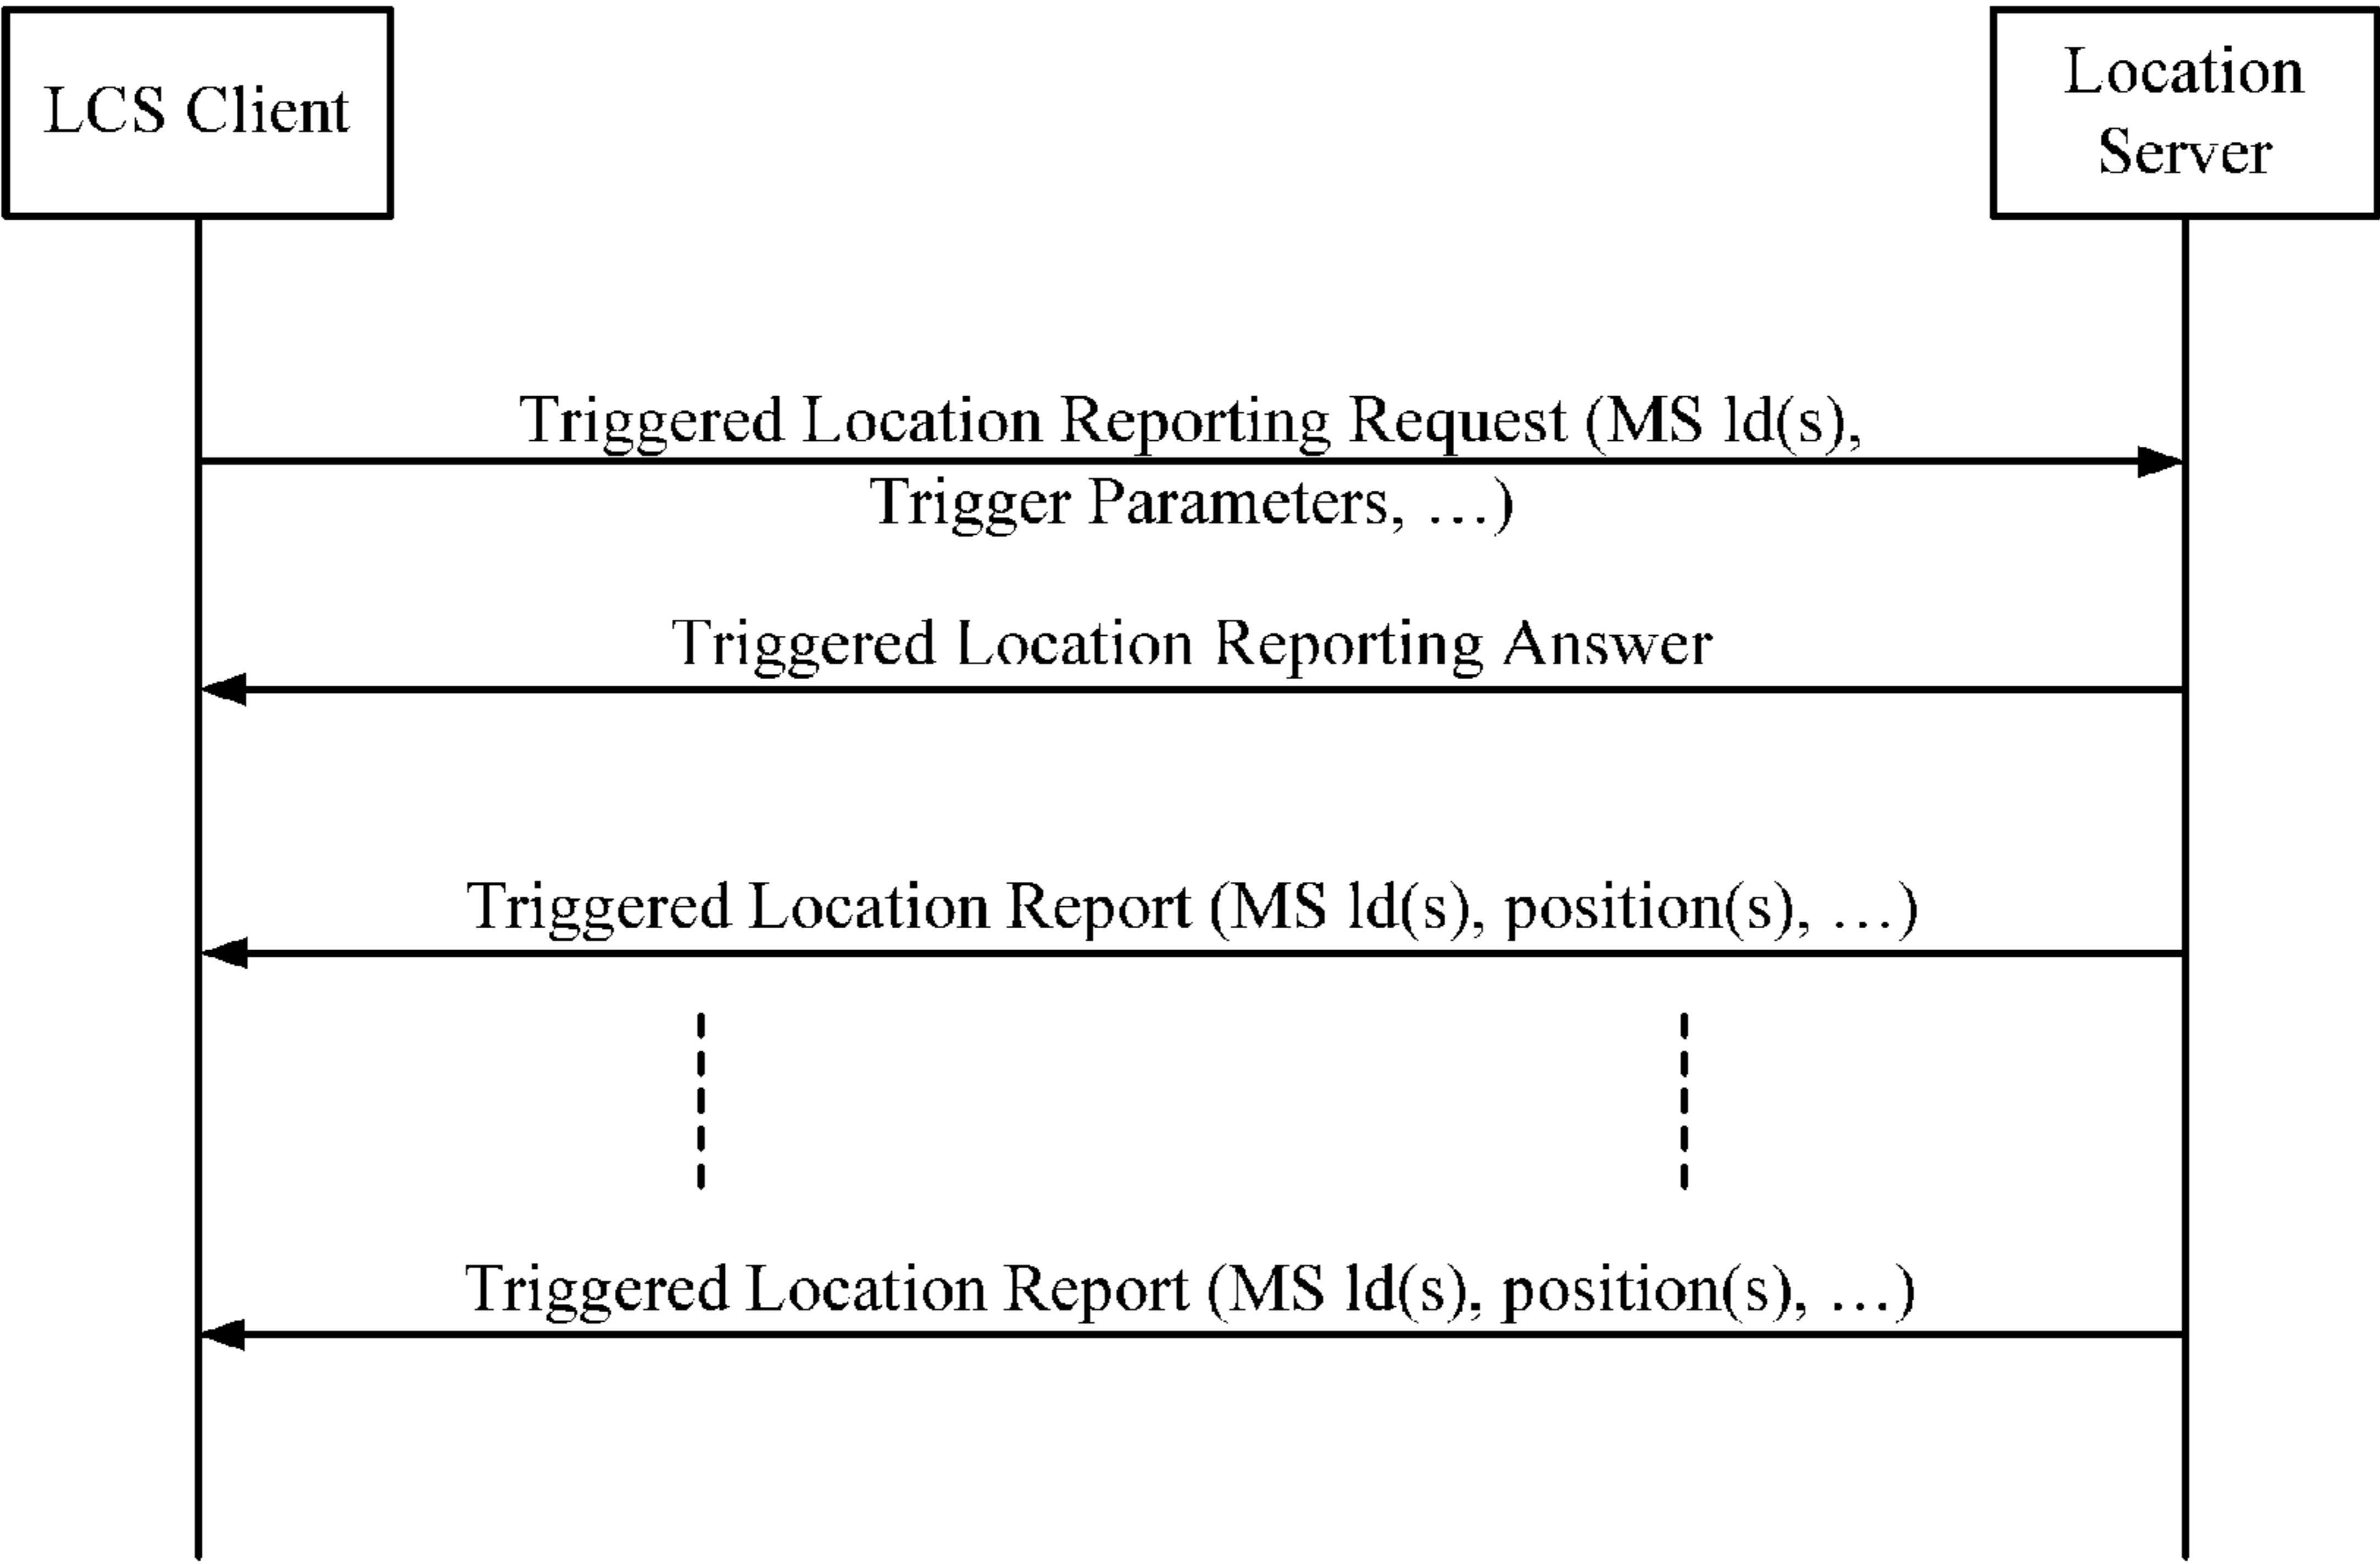 LCS Client
Location
Server
Triggered Location Reporting Request (MS ld(s),
Trigger Parameters, …)
Triggered Location Reporting Answer
Triggered Location Report (MS ld(s), position(s), …)
Triggered Location Report (MS ld(s), position(s), …)